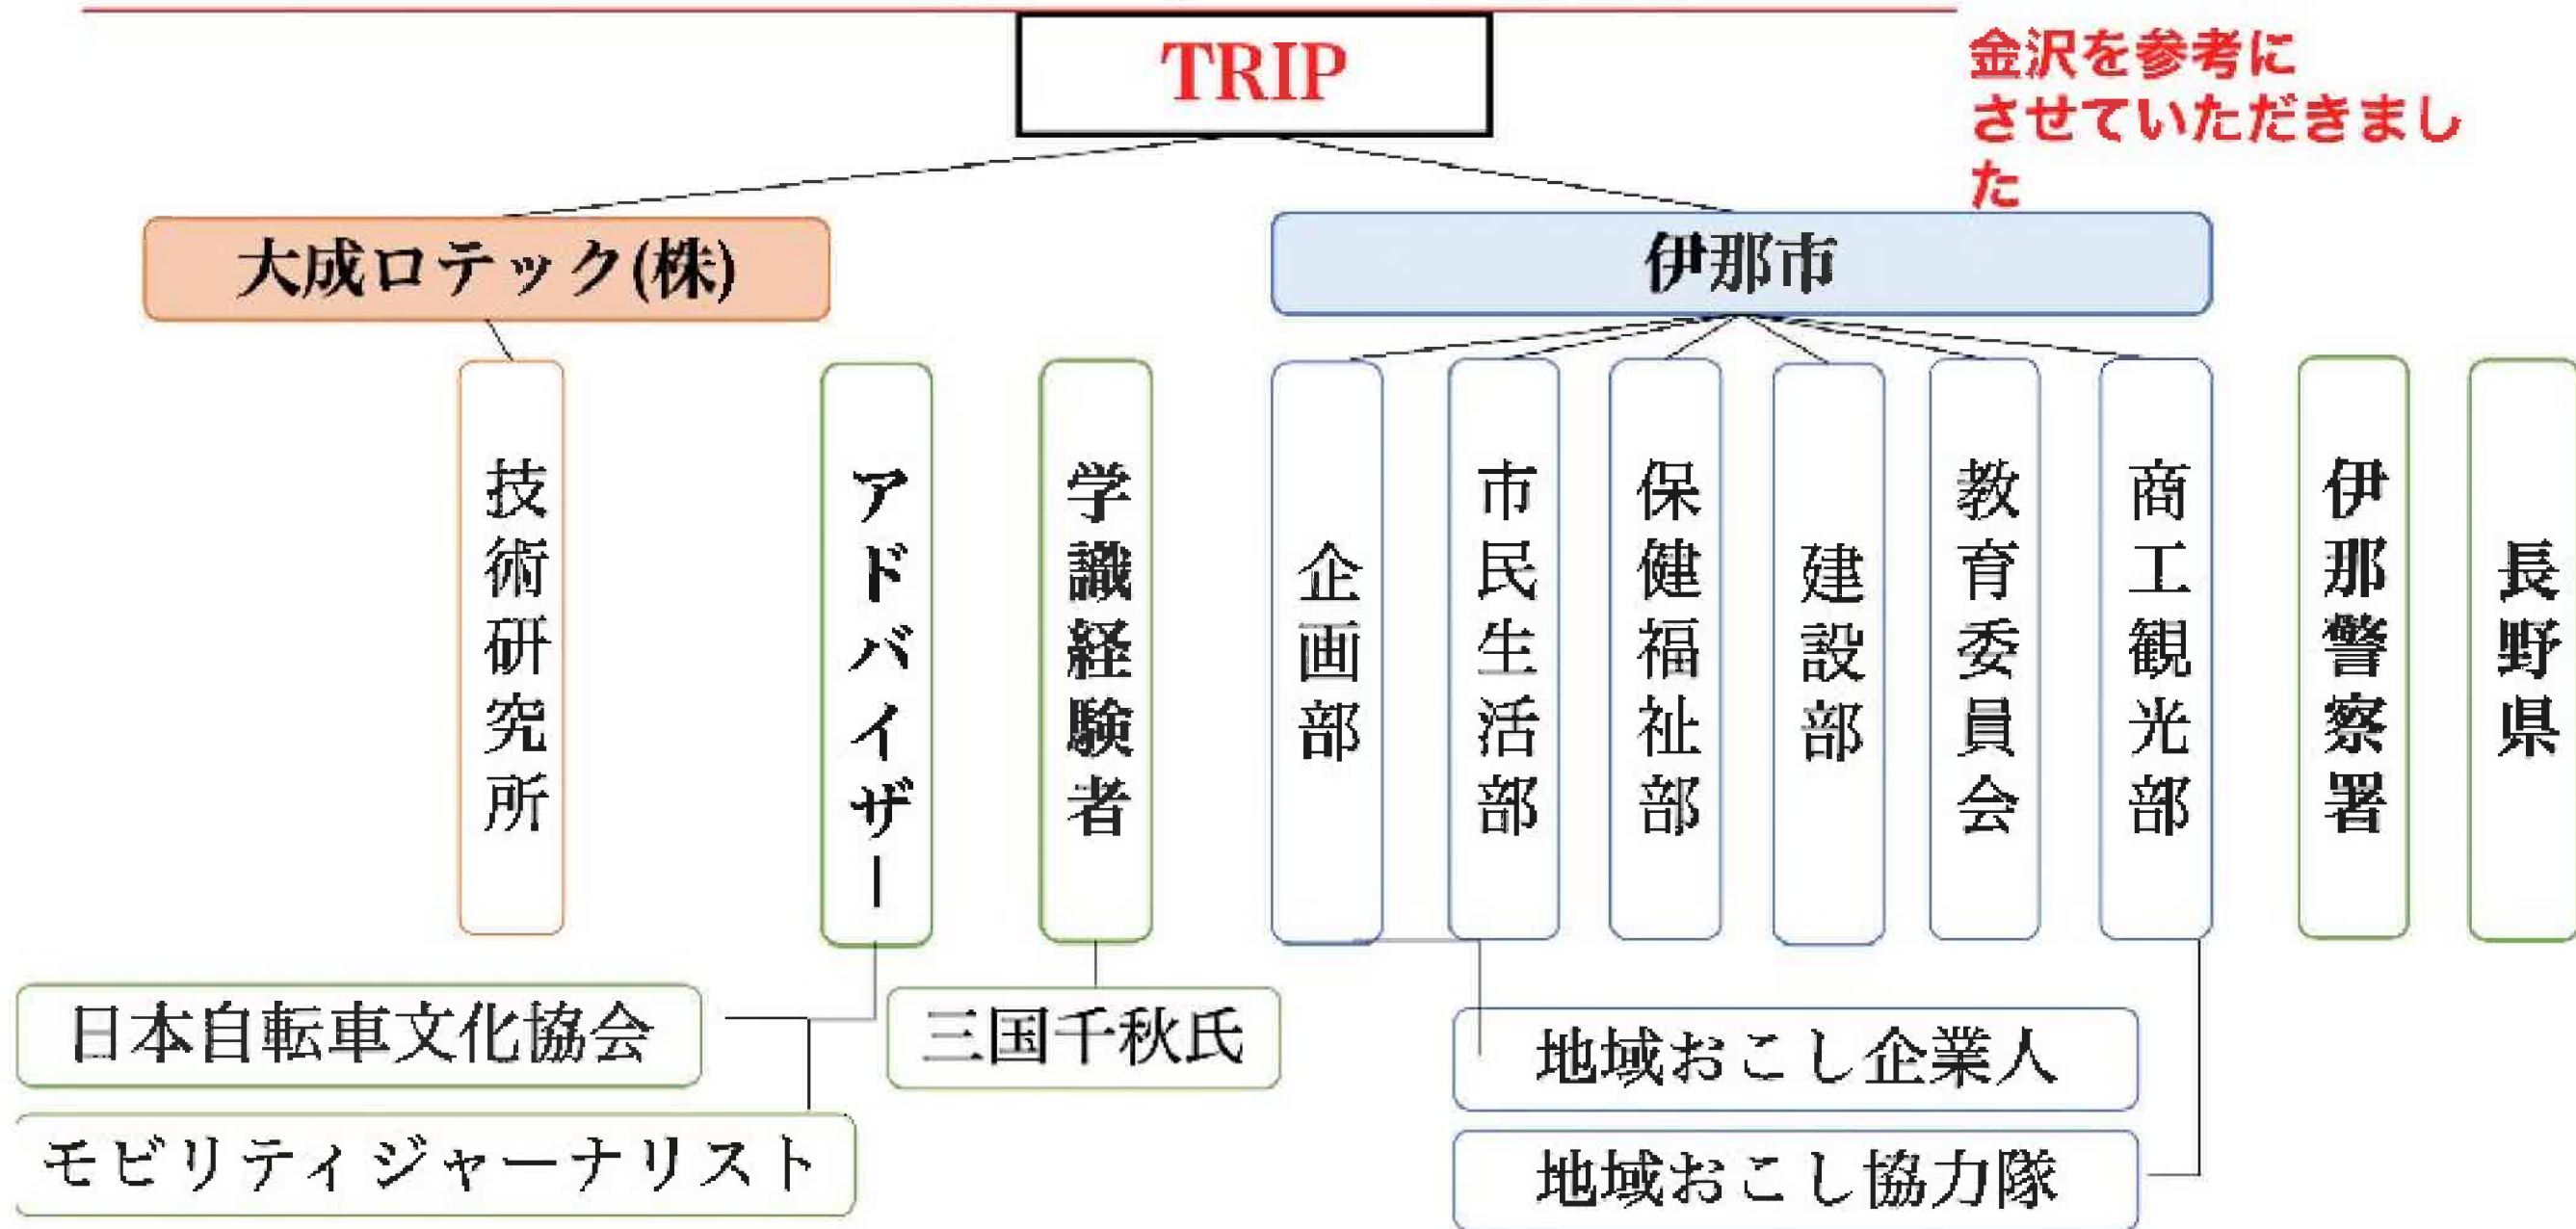 TRIP
金沢を参考に
させていただきまし
た
大成ロテック(株)
伊那市
技術研究所
アドバイザー
学識経験者
企画部
市民生活部
保健福祉部
建設部
教育委員会
商工観光部
伊那警察署
長野県
日本自転車文化協会
三国千秋氏
地域おこし企業人
モビリティジャーナリスト
地域おこし協力隊